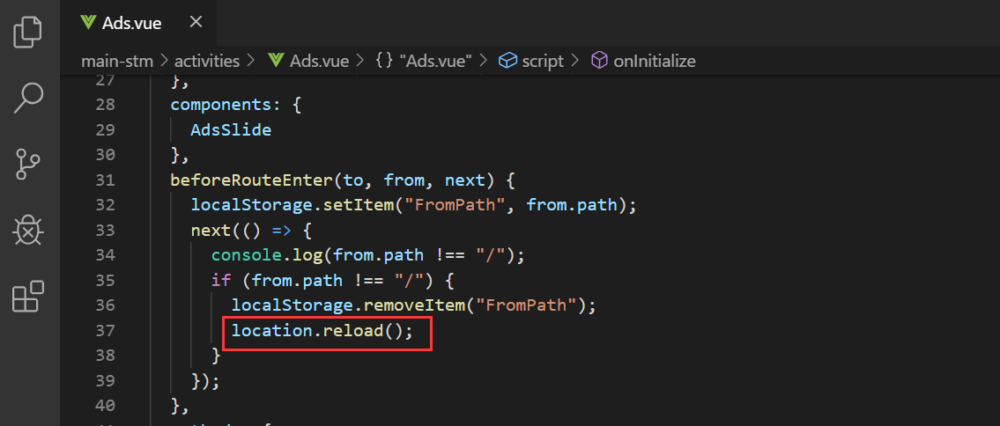 Ads.vue
main-stm > activities > Ads.vue > {} "Ads.vue" > script > onInitialize
27 },
28 components: {
29 AdsSlide
30 },
31 beforeRouteEnter(to, from, next) {
32 localStorage.setItem("FromPath", from.path);
33 next(() => {
34 console.log(from.path !== "/");
35 if (from.path !== "/") {
36 localStorage.removeItem("FromPath");
37 location.reload();
38 }
39 });
40 },